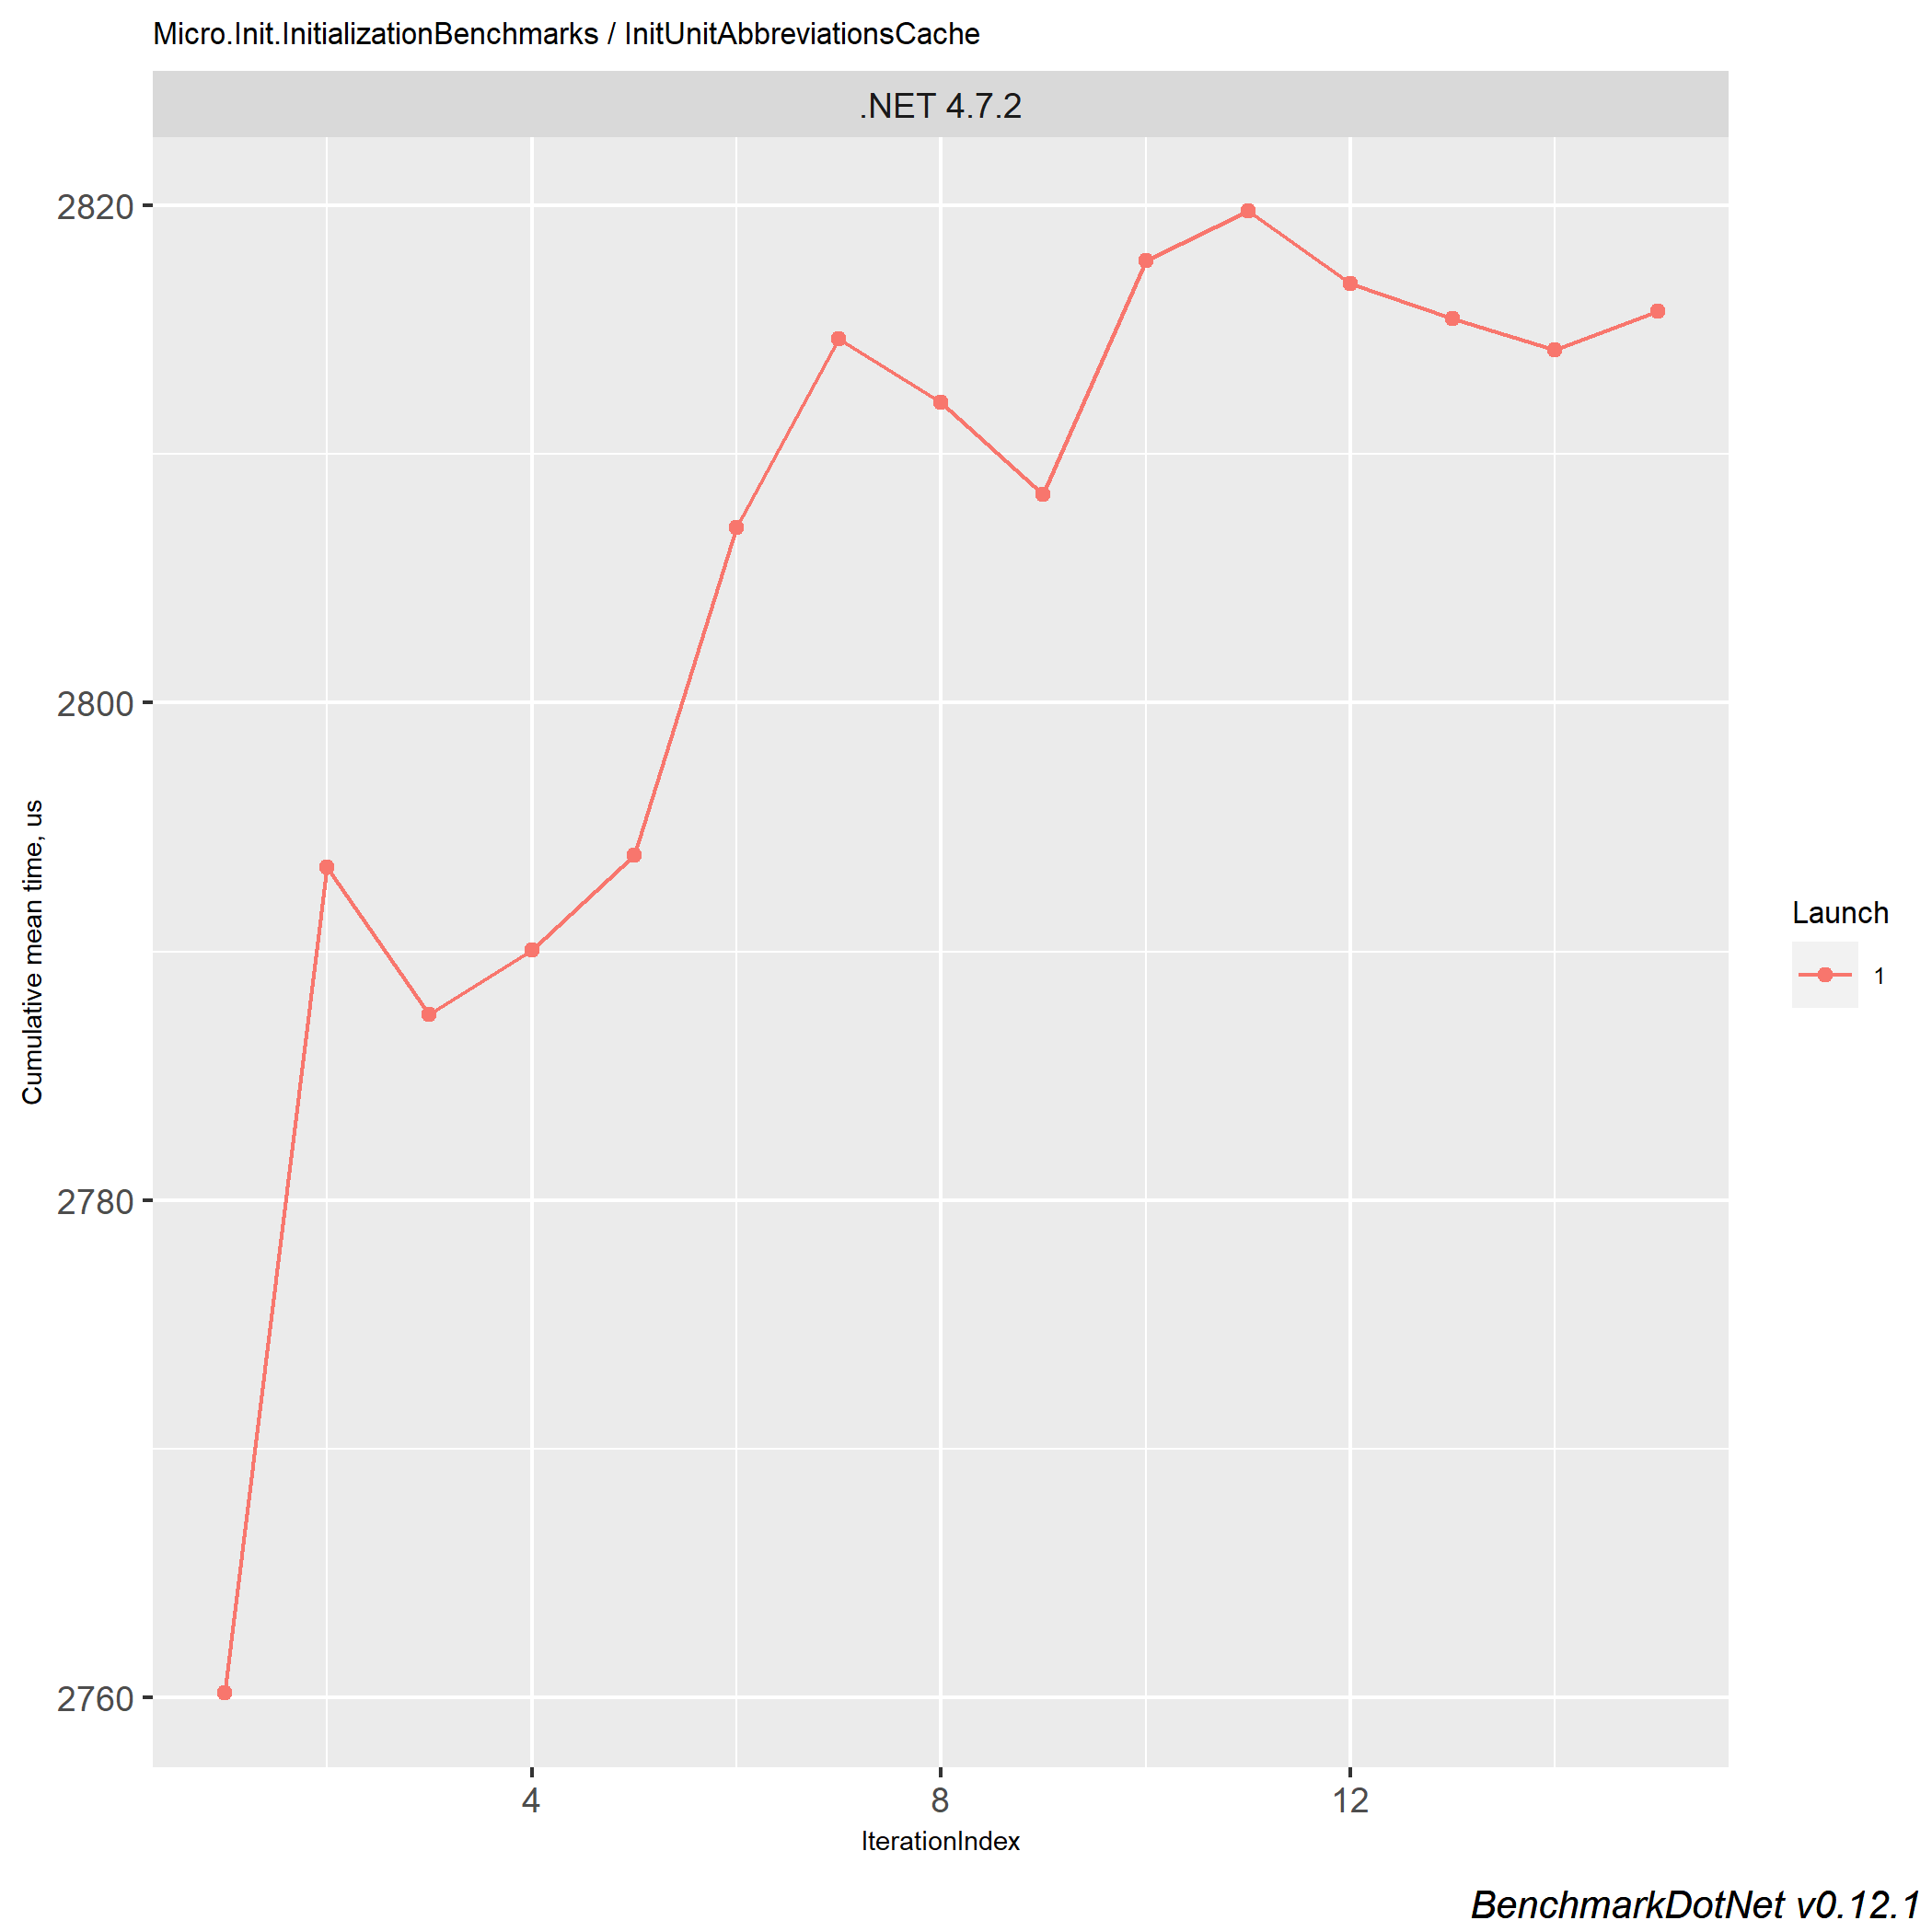 Micro.Init.InitializationBenchmarks / InitUnitAbbreviationsCache
.NET 4.7.2
2820
2800
2780
2760
Cumulative mean time, us
4
8
12
IterationIndex
Launch
1
BenchmarkDotNet v0.12.1